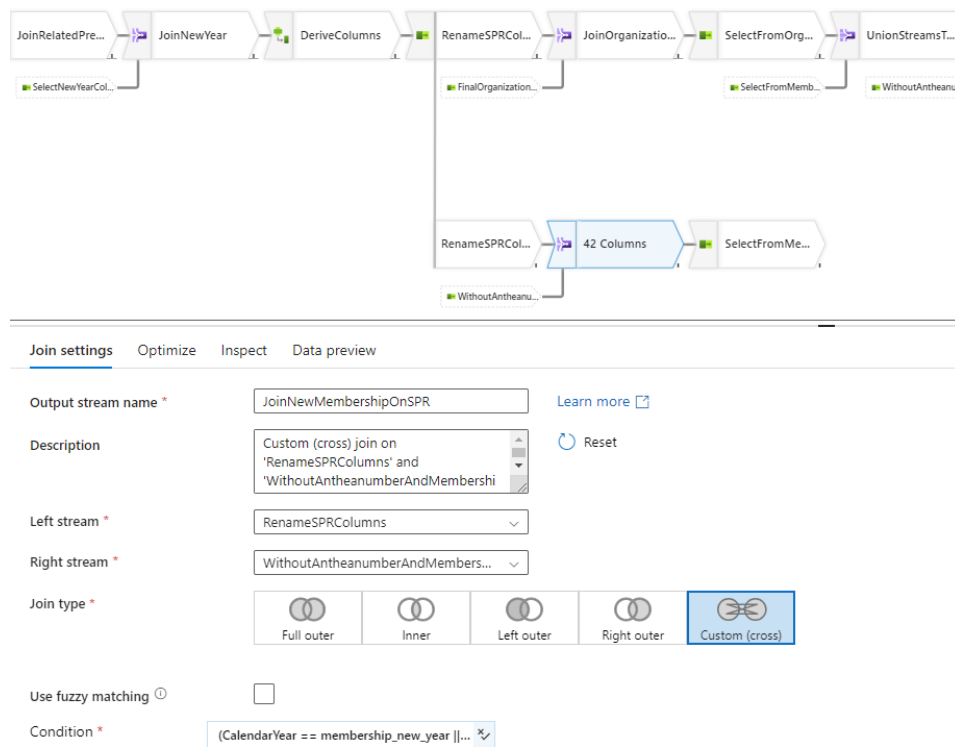 JoinRelatedPre...
JoinNewYear
DeriveColumns
RenameSPRCol...
JoinOrganizatio...
SelectFromOrg...
UnionStreamsT...
SelectNewYearCol...
FinalOrganization...
SelectFromMemb...
WithoutAntheanu
RenameSPRCol...
42 Columns
SelectFromMe...
WithoutAntheanu...
Join settings
Optimize
Inspect
Data preview
Output stream name *
JoinNewMembershipOnSPR
Learn more
Description
Custom (cross) join on
'RenameSPRColumns' and
'WithoutAntheanumberAndMembershi
Reset
Left stream *
RenameSPRColumns
Right stream *
WithoutAntheanumberAndMembers...
Join type *
Full outer
Inner
Left outer
Right outer
Custom (cross)
Use fuzzy matching
Condition *
(CalendarYear == membership_new_year ||...